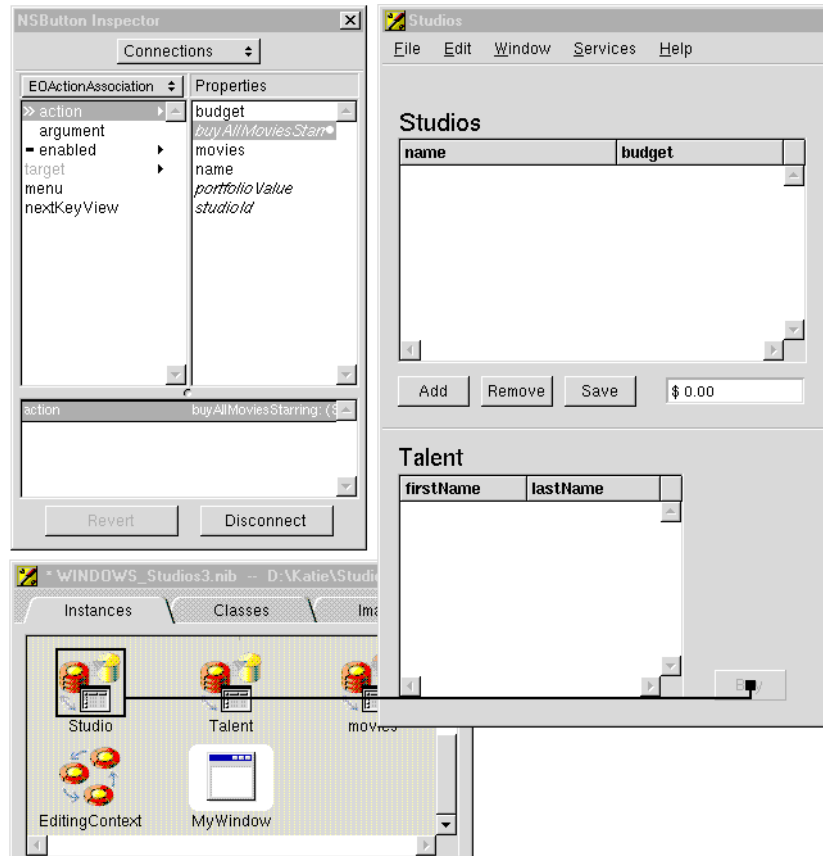 NSButton Inspector
Connections
EOActionAssociation
Properties
action
argument
enabled
target
menu
nextKeyView
budget
buyAllMoviesStarr
movies
name
portfolioValue
studioId
action
buyAllMoviesStarring: (S
Revert
Disconnect
Studios
File Edit Window Services Help
Studios
name budget
Add Remove Save $ 0.00
Talent
firstName lastName
* WINDOWS_Studios3.nib -- D:\Katie\Studi
Instances Classes Ima
Studio Talent movies
EditingContext MyWindow